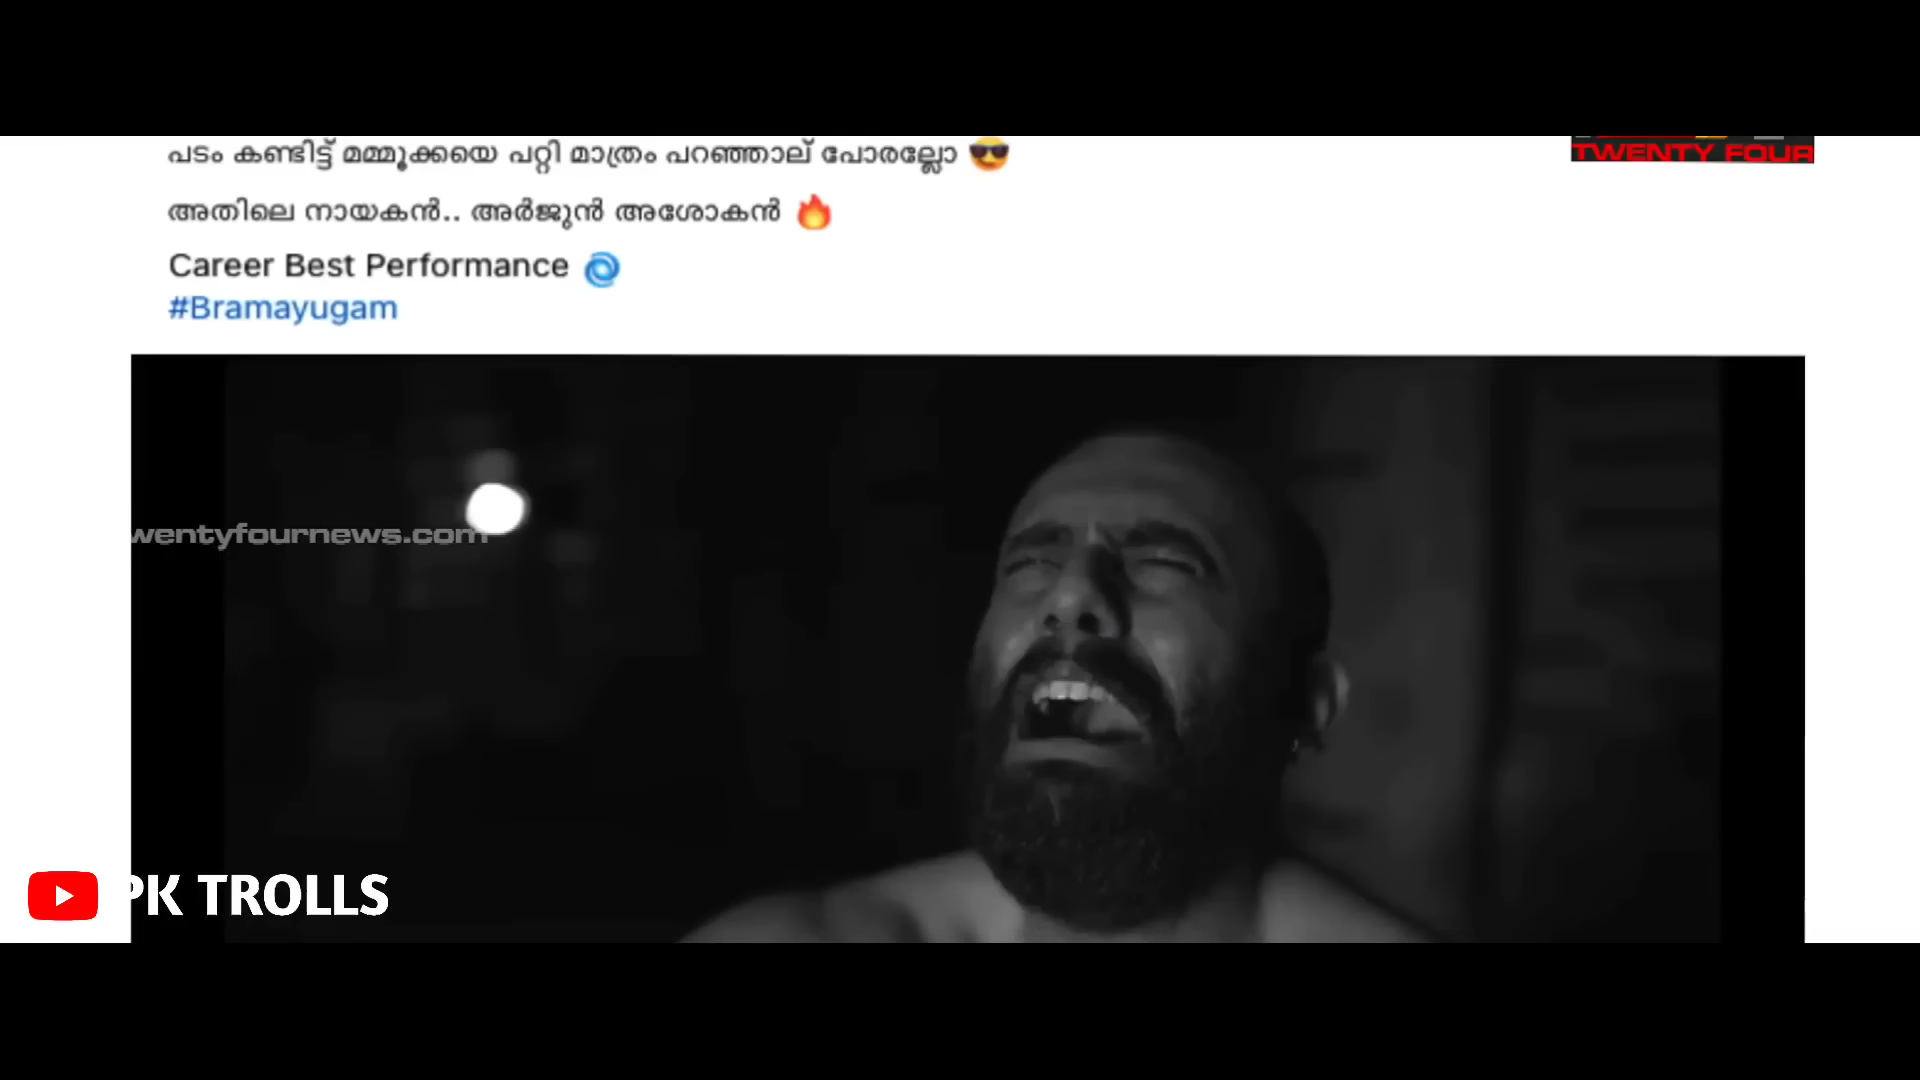 പടം കണ്ടിട്ട് മമ്മൂക്കയെ പറ്റി മാത്രം പറഞ്ഞാല് പോരല്ലോ 😎
TWENTY FOUR
അതിലെ നായകൻ.. അർജുൻ അശോകൻ 🔥
Career Best Performance 🌀
#Bramayugam
wentyfournews.com
PK TROLLS